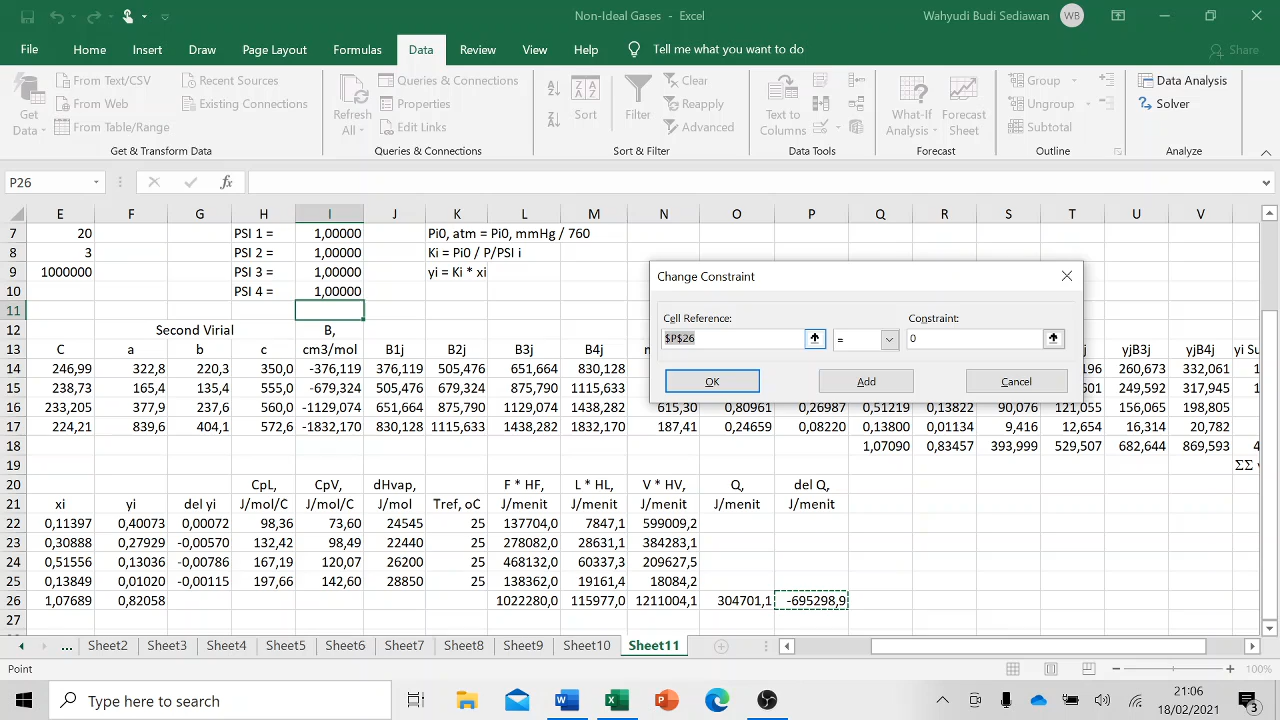 Non-Ideal Gases - Excel
Wahyudi Budi Sediawan WB
File Home Insert Draw Page Layout Formulas Data Review View Help Tell me what you want to do Share
Get Data
From Text/CSV
From Web
From Table/Range
Recent Sources
Existing Connections
Get & Transform Data
Refresh All
Queries & Connections
Properties
Edit Links
Queries & Connections
Sort
Filter
Clear
Reapply
Advanced
Sort & Filter
Text to Columns
Data Tools
What-If Analysis
Forecast Sheet
Forecast
Group
Ungroup
Subtotal
Outline
Data Analysis
Solver
Analyze
P26 fx
E F G H I J K L M N O P Q R S T U V
7 20 PSI 1 = 1,00000 Pi0, atm = Pi0, mmHg / 760
8 3 PSI 2 = 1,00000 Ki = Pi0 / P/PSI i
9 1000000 PSI 3 = 1,00000 yi = Ki * xi
10 PSI 4 = 1,00000
11
12 Second Virial B,
13 C a b c cm3/mol B1j B2j B3j B4j j yjB3j yjB4j yi Su
14 246,99 322,8 220,3 350,0 -376,119 376,119 505,476 651,664 830,128 196 260,673 332,061
15 238,73 165,4 135,4 555,0 -679,324 505,476 679,324 875,790 1115,633 501 249,592 317,945
16 233,205 377,9 237,6 560,0 -1129,074 651,664 875,790 1129,074 1438,282 615,30 0,80961 0,26987 0,51219 0,13822 90,076 121,055 156,065 198,805
17 224,21 839,6 404,1 572,6 -1832,170 830,128 1115,633 1438,282 1832,170 187,41 0,24659 0,08220 0,13800 0,01134 9,416 12,654 16,314 20,782
18 1,07090 0,83457 393,999 529,507 682,644 869,593 4
19 ΣΣ
20 CpL, CpV, dHvap, F * HF, L * HL, V * HV, Q, del Q,
21 xi yi del yi J/mol/C J/mol/C J/mol Tref, oC J/menit J/menit J/menit J/menit J/menit
22 0,11397 0,40073 0,00072 98,36 73,60 24545 25 137704,0 7847,1 599009,2
23 0,30888 0,27929 -0,00570 132,42 98,49 22440 25 278082,0 28631,1 384283,1
24 0,51556 0,13036 -0,00786 167,19 120,07 26200 25 468132,0 60337,3 209627,5
25 0,13849 0,01020 -0,00115 197,66 142,60 28850 25 138362,0 19161,4 18084,2
26 1,07689 0,82058 1022280,0 115977,0 1211004,1 304701,1 -695298,9
27
Change Constraint
Cell Reference: Constraint:
$P$26 = 0
OK Add Cancel
... Sheet2 Sheet3 Sheet4 Sheet5 Sheet6 Sheet7 Sheet8 Sheet9 Sheet10 Sheet11
Point 100%
Type here to search
21:06
18/02/2021
3